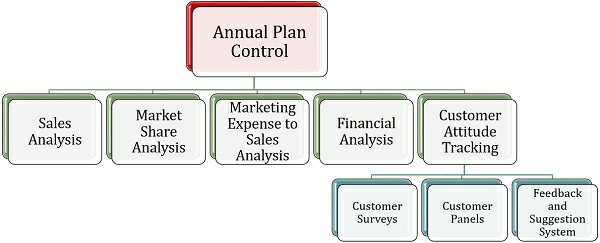 Annual Plan
Control
Sales
Analysis
Market
Share
Analysis
Marketing
Expense to
Sales
Analysis
Financial
Analysis
Customer
Attitude
Tracking
Customer
Surveys
Customer
Panels
Feedback
and
Suggestion
System